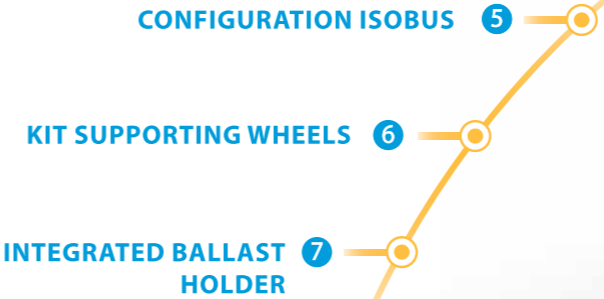 CONFIGURATION ISOBUS 5
KIT SUPPORTING WHEELS 6
INTEGRATED BALLAST 7
HOLDER